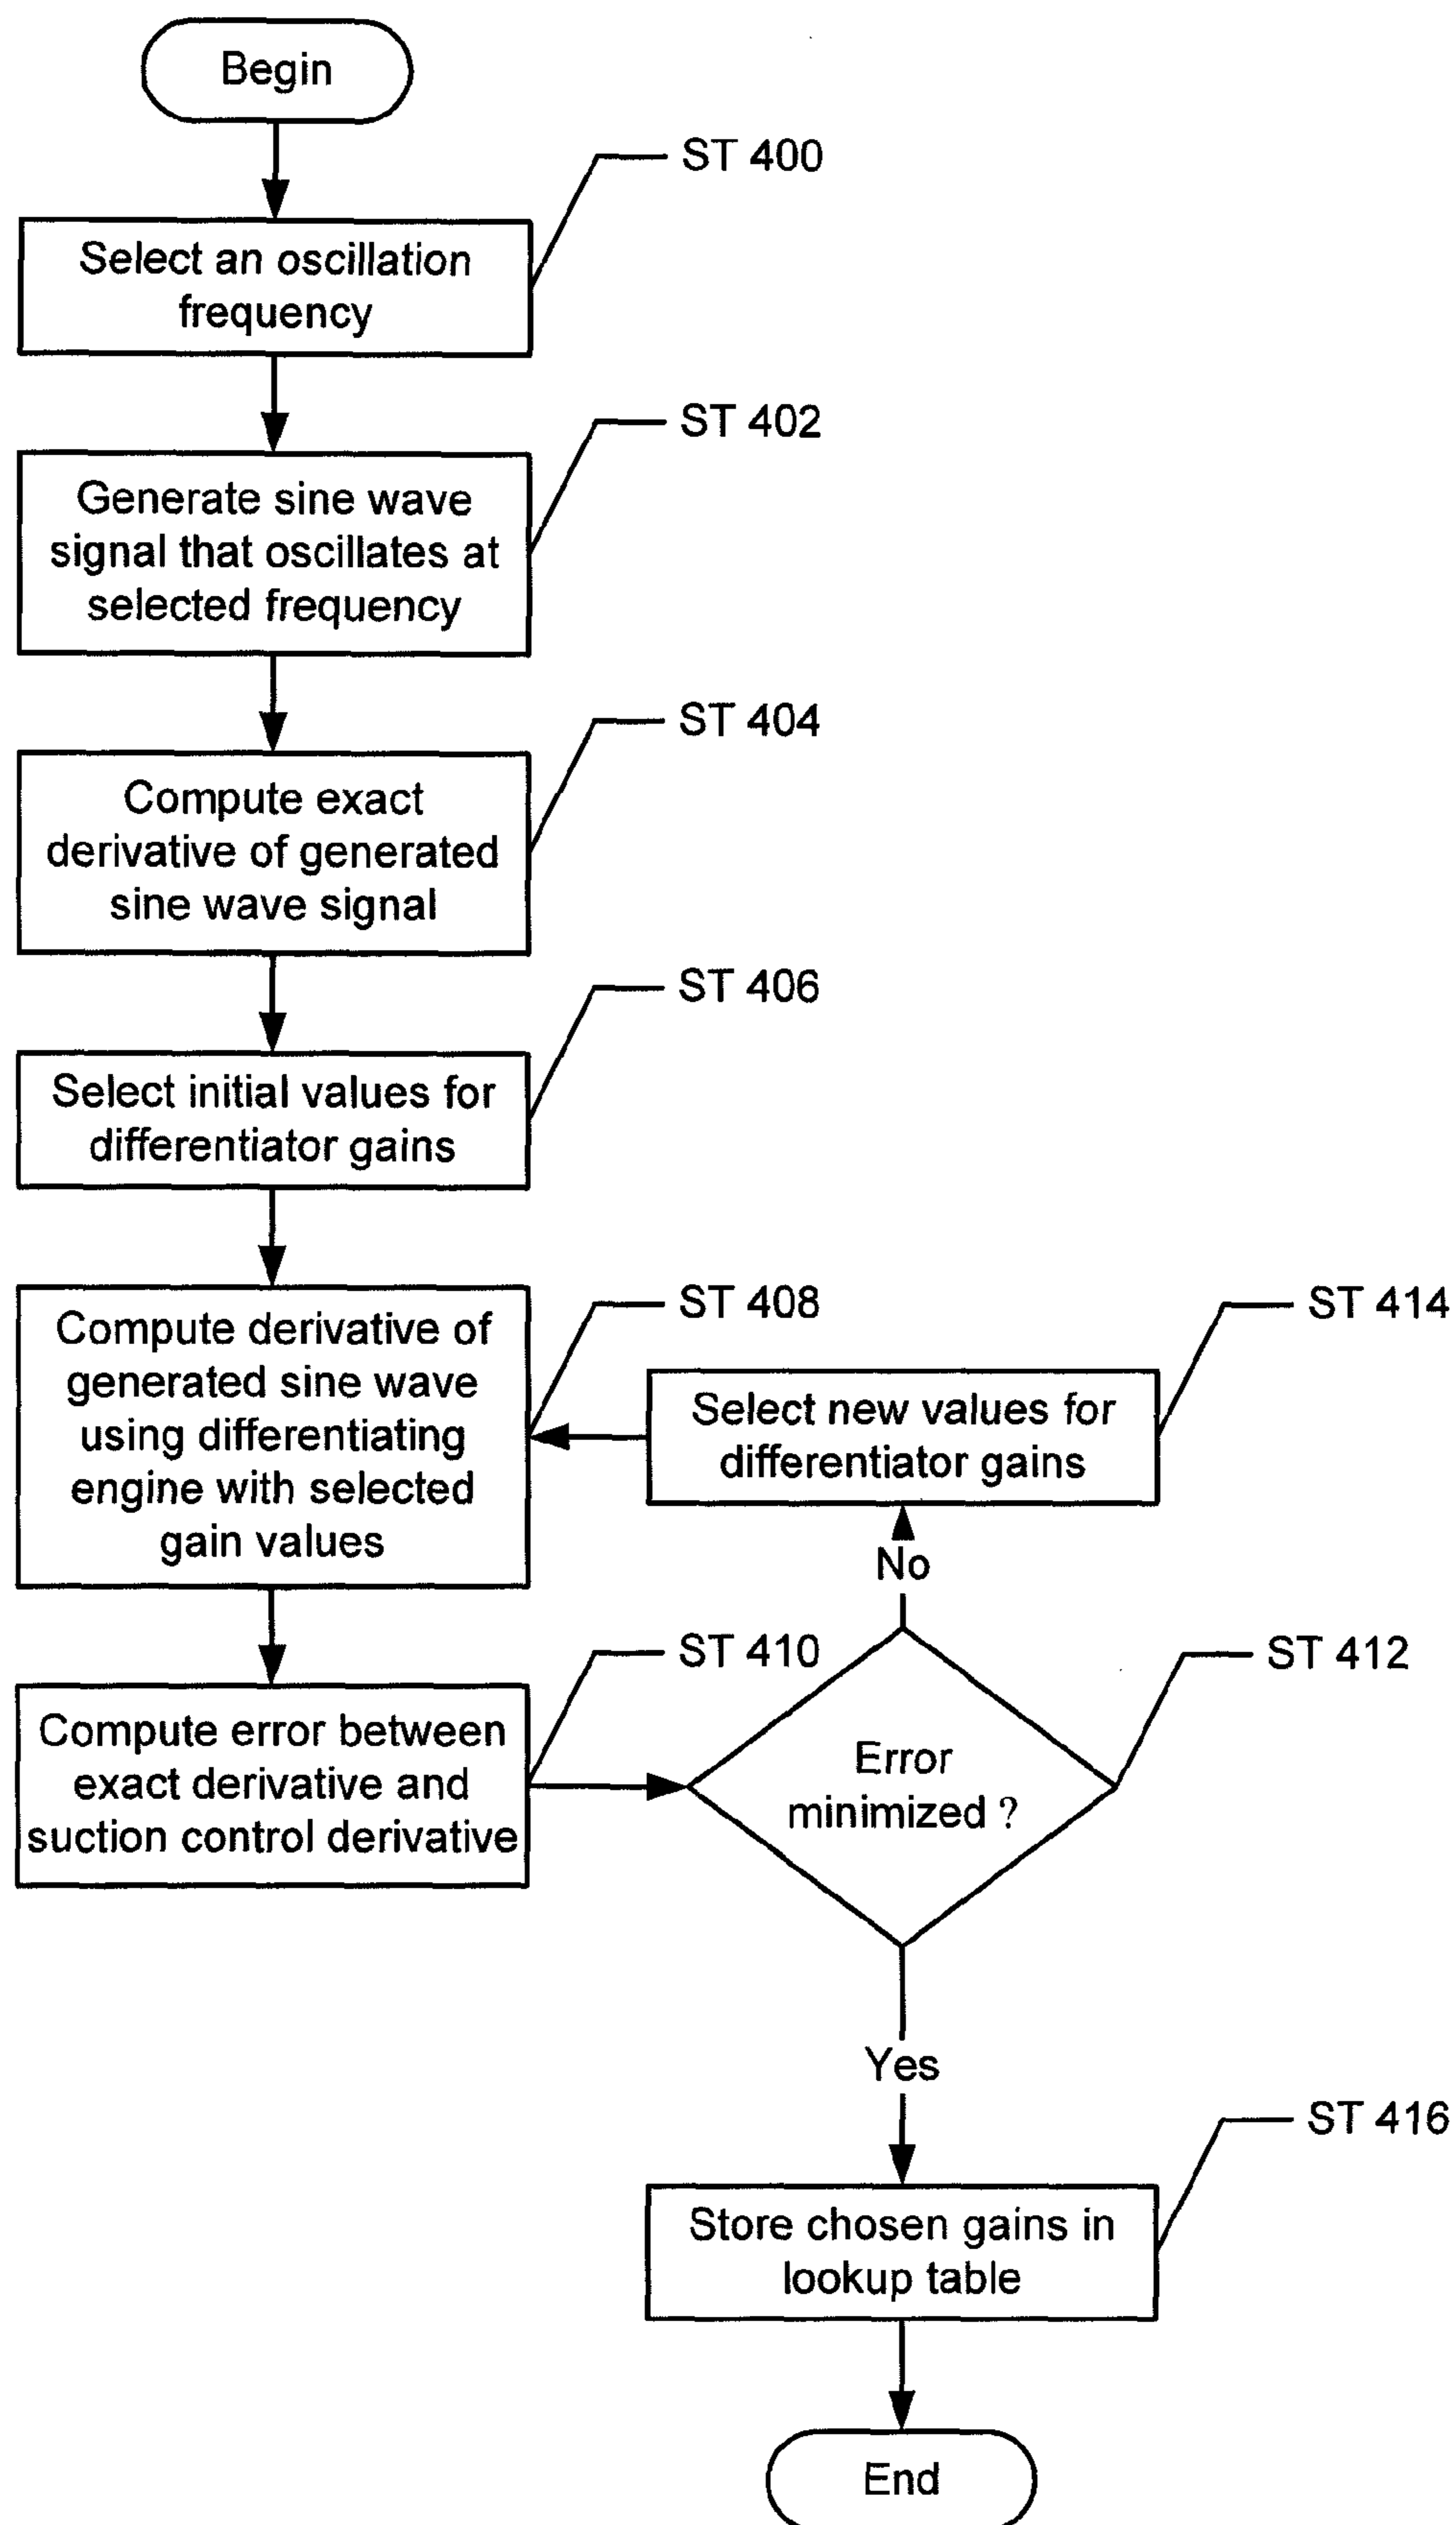 Begin
ST 400
Select an oscillation
frequency
ST 402
Generate sine wave
signal that oscillates at
selected frequency
ST 404
Compute exact
derivative of generated
sine wave signal
ST 406
Select initial values for
differentiator gains
ST 408
Compute derivative of
generated sine wave
using differentiating
engine with selected
gain values
ST 414
Select new values for
differentiator gains
No
ST 410
Compute error between
exact derivative and
suction control derivative
ST 412
Error
minimized ?
Yes
ST 416
Store chosen gains in
lookup table
End